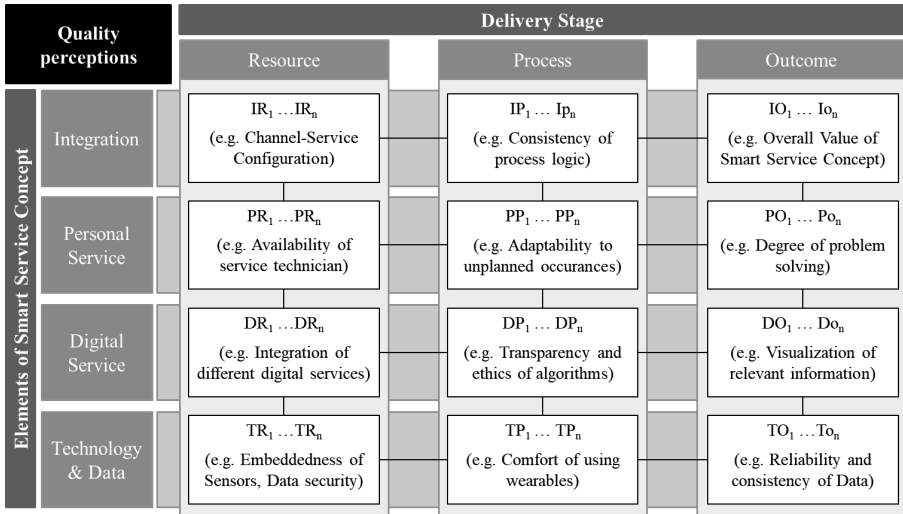 Quality
perceptions
Delivery Stage
Resource
Process
Outcome
Elements of Smart Service Concept
Integration
IR1 …IRn
(e.g. Channel-Service
Configuration)
IP1 … Ipn
(e.g. Consistency of
process logic)
IO1 … Ion
(e.g. Overall Value of
Smart Service Concept)
Personal
Service
PR1 …PRn
(e.g. Availability of
service technician)
PP1 … PPn
(e.g. Adaptability to
unplanned occurances)
PO1 … Pon
(e.g. Degree of problem
solving)
Digital
Service
DR1 …DRn
(e.g. Integration of
different digital services)
DP1 … DPn
(e.g. Transparency and
ethics of algorithms)
DO1 … Don
(e.g. Visualization of
relevant information)
Technology
& Data
TR1 …TRn
(e.g. Embeddedness of
Sensors, Data security)
TP1 … TPn
(e.g. Comfort of using
wearables)
TO1 …Ton
(e.g. Reliability and
consistency of Data)